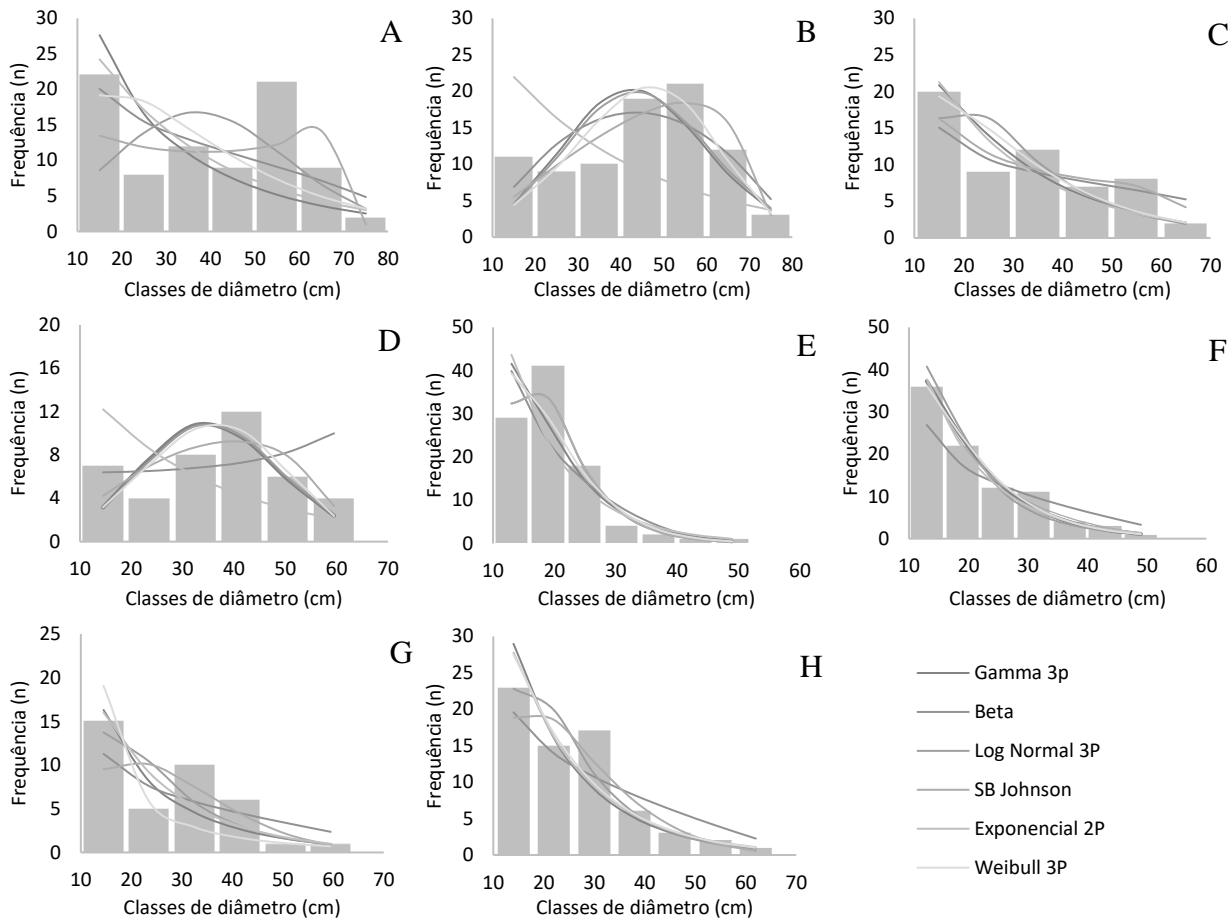 A
Frequência (n)
30
25
20
15
10
5
0
10 20 30 40 50 60 70 80
Classes de diâmetro (cm)
B
Frequência (n)
30
25
20
15
10
5
0
10 20 30 40 50 60 70 80
Classes de diâmetro (cm)
C
Frequência (n)
30
25
20
15
10
5
0
10 20 30 40 50 60 70
Classes de diâmetro (cm)
D
Frequência (n)
20
16
12
8
4
0
10 20 30 40 50 60 70
Classes de diâmetro (cm)
E
Frequência (n)
50
40
30
20
10
0
10 20 30 40 50 60
Classes de diâmetro (cm)
F
Frequência (n)
50
40
30
20
10
0
10 20 30 40 50 60
Classes de diâmetro (cm)
G
Frequência (n)
25
20
15
10
5
0
10 20 30 40 50 60 70
Classes de diâmetro (cm)
H
Frequência (n)
30
25
20
15
10
5
0
10 20 30 40 50 60 70
Classes de diâmetro (cm)
Gamma 3p
Beta
Log Normal 3P
SB Johnson
Exponencial 2P
Weibull 3P